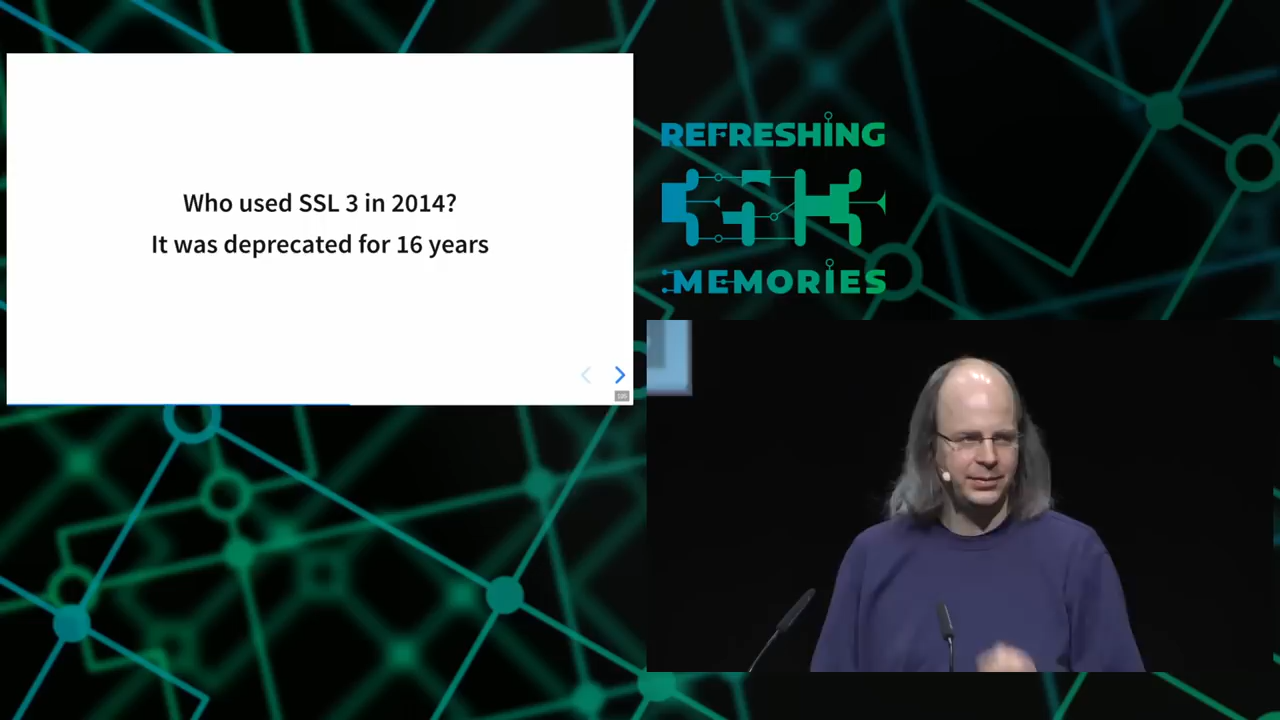 Who used SSL 3 in 2014?
It was deprecated for 16 years
REFRESHING
MEMORIES